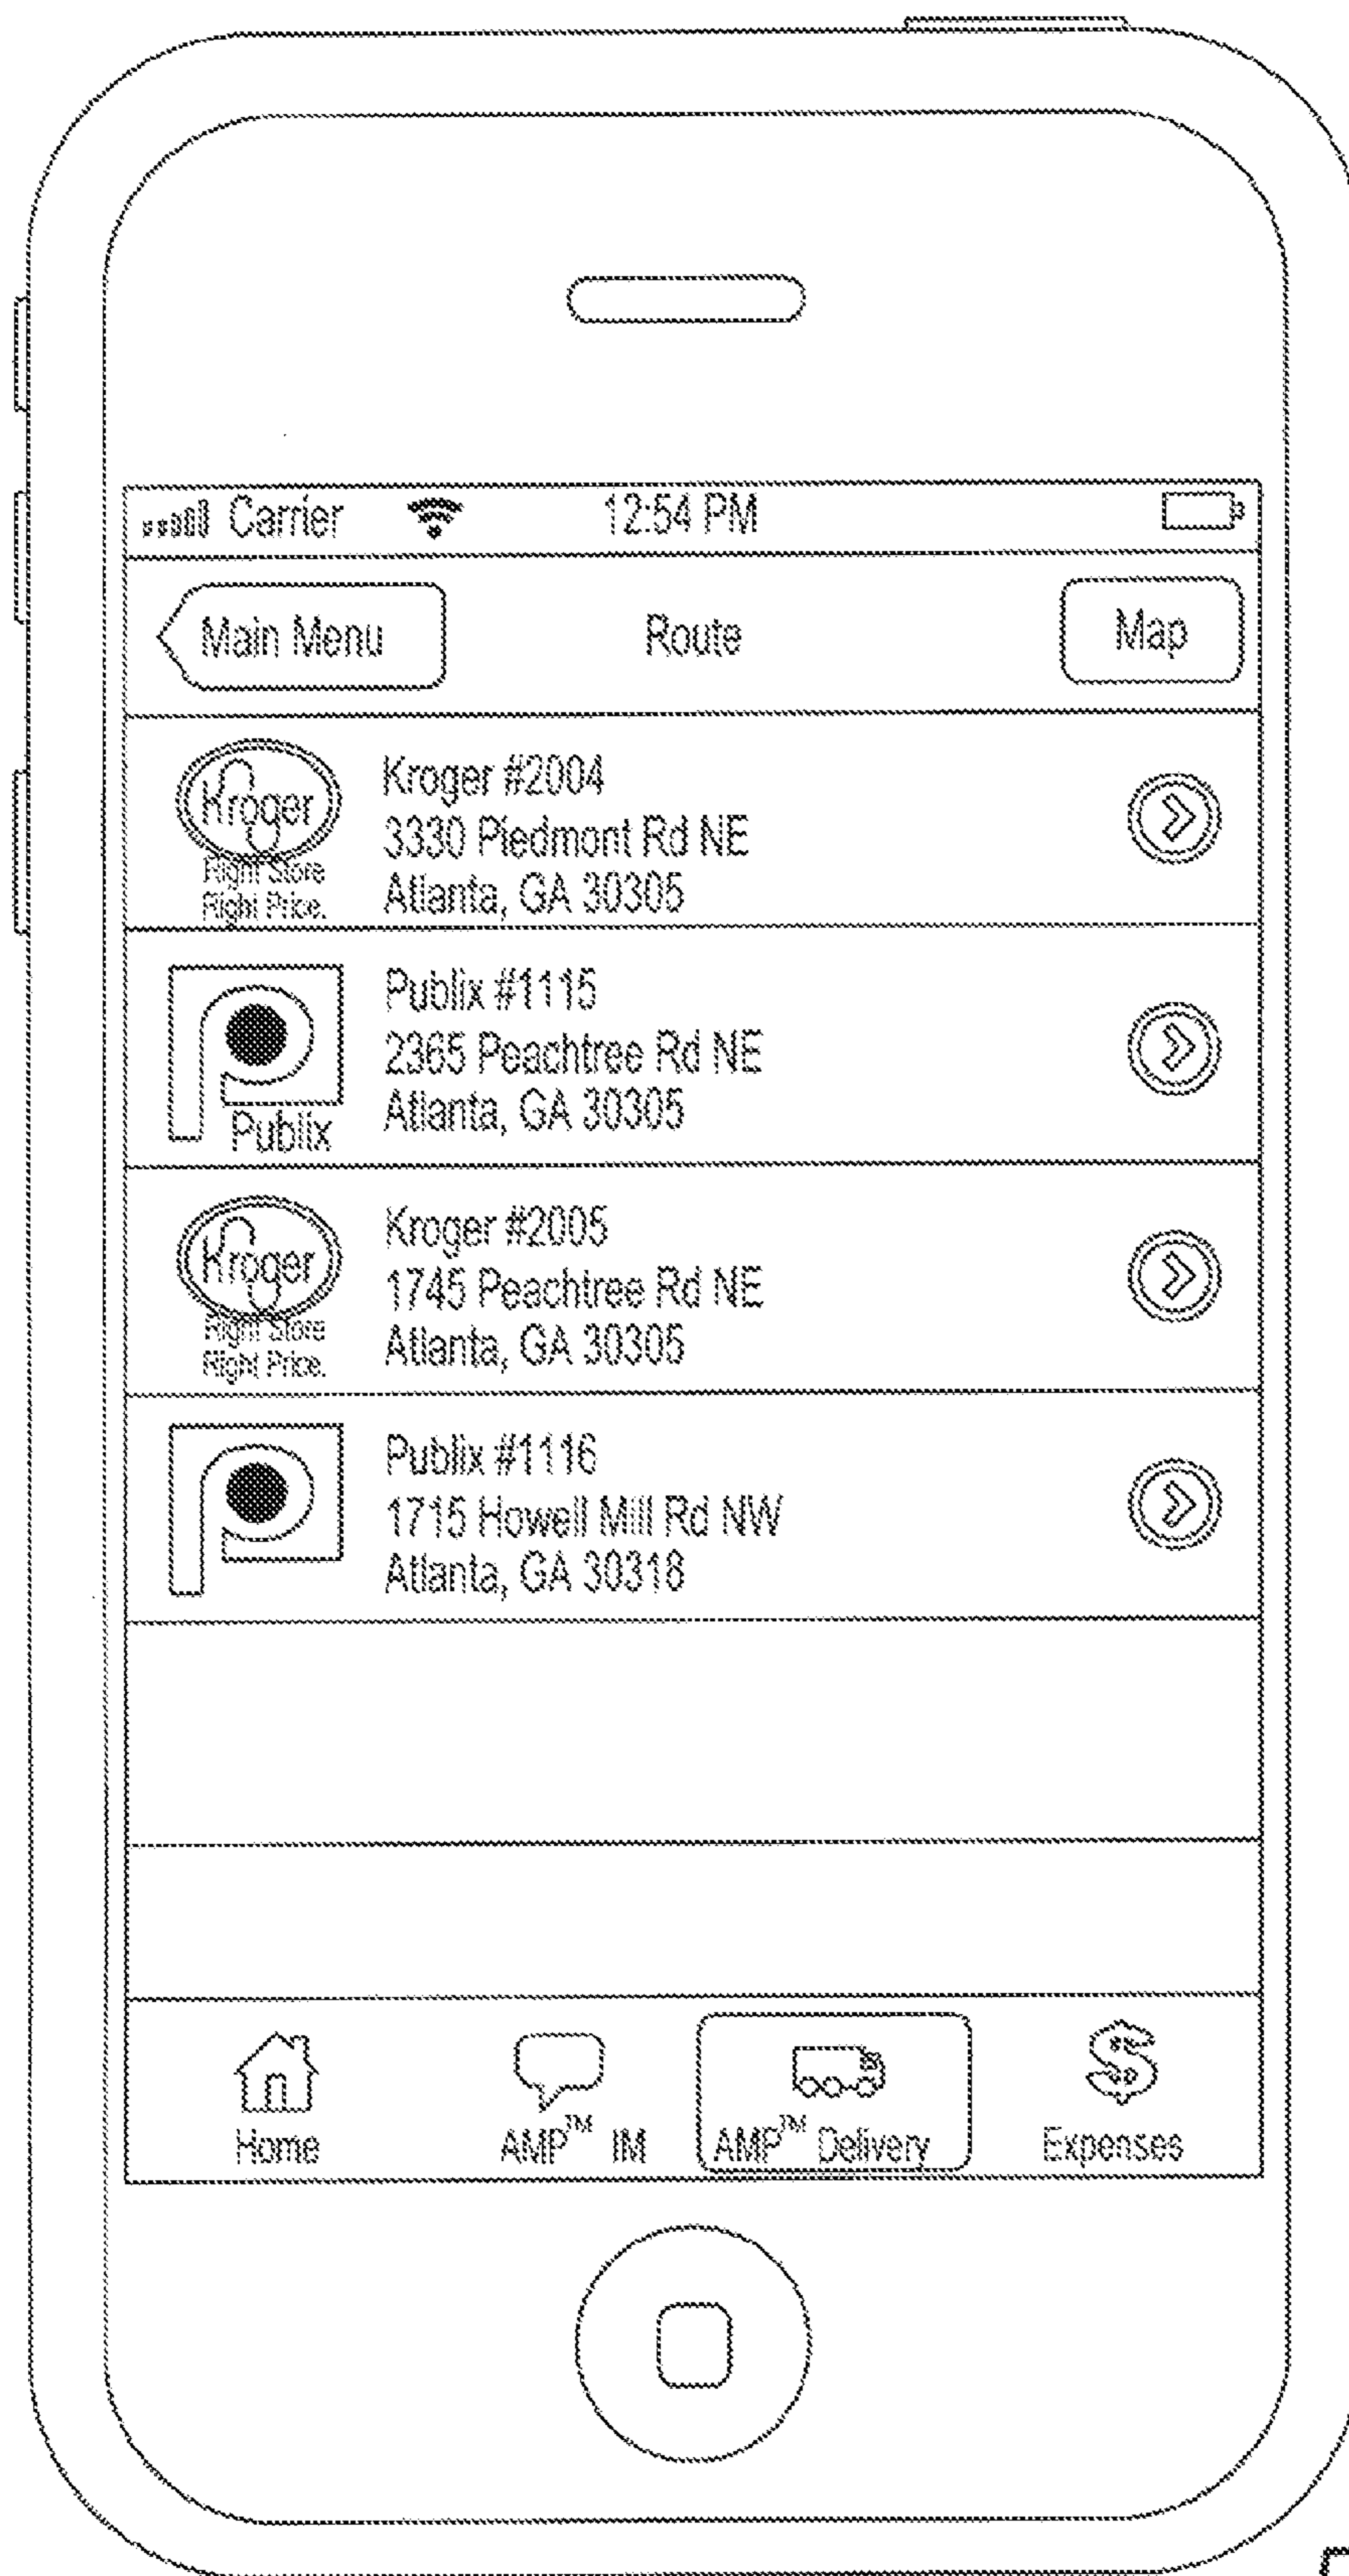 Carrier 12:54 PM
Main Menu Route Map
Kroger
Right Store
Right Price.
Kroger #2004
3330 Piedmont Rd NE
Atlanta, GA 30305
Publix
Publix #1115
2365 Peachtree Rd NE
Atlanta, GA 30305
Kroger
Right Store
Right Price.
Kroger #2005
1745 Peachtree Rd NE
Atlanta, GA 30305
Publix #1116
1715 Howell Mill Rd NW
Atlanta, GA 30318
Home AMP™ IM AMP™ Delivery Expenses